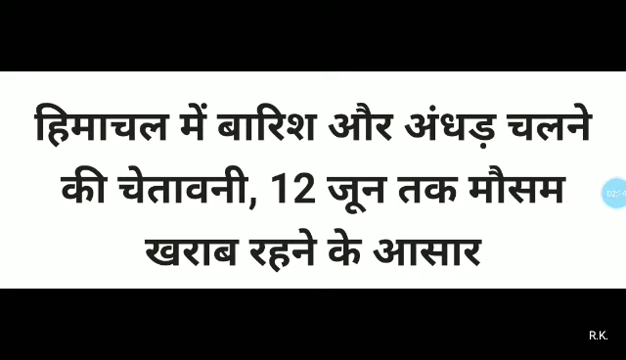 हिमाचल में बारिश और अंधड़ चलने
की चेतावनी, 12 जून तक मौसम
खराब रहने के आसार
R.K.